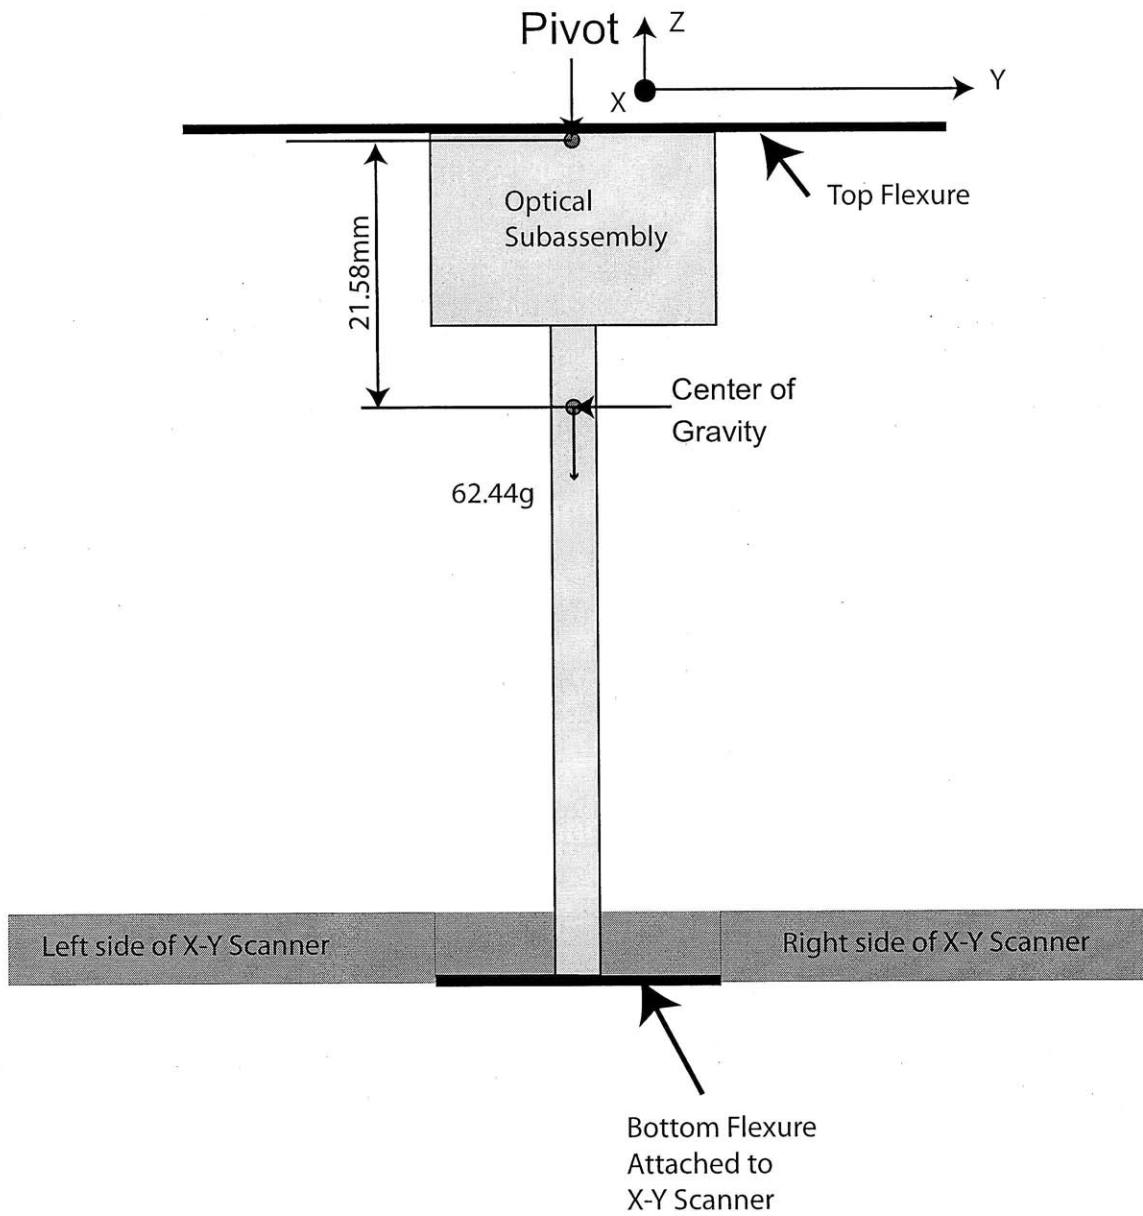 Pivot
Z
X
Y
Top Flexure
Optical
Subassembly
21.58mm
Center of
Gravity
62.44g
Left side of X-Y Scanner
Right side of X-Y Scanner
Bottom Flexure
Attached to
X-Y Scanner